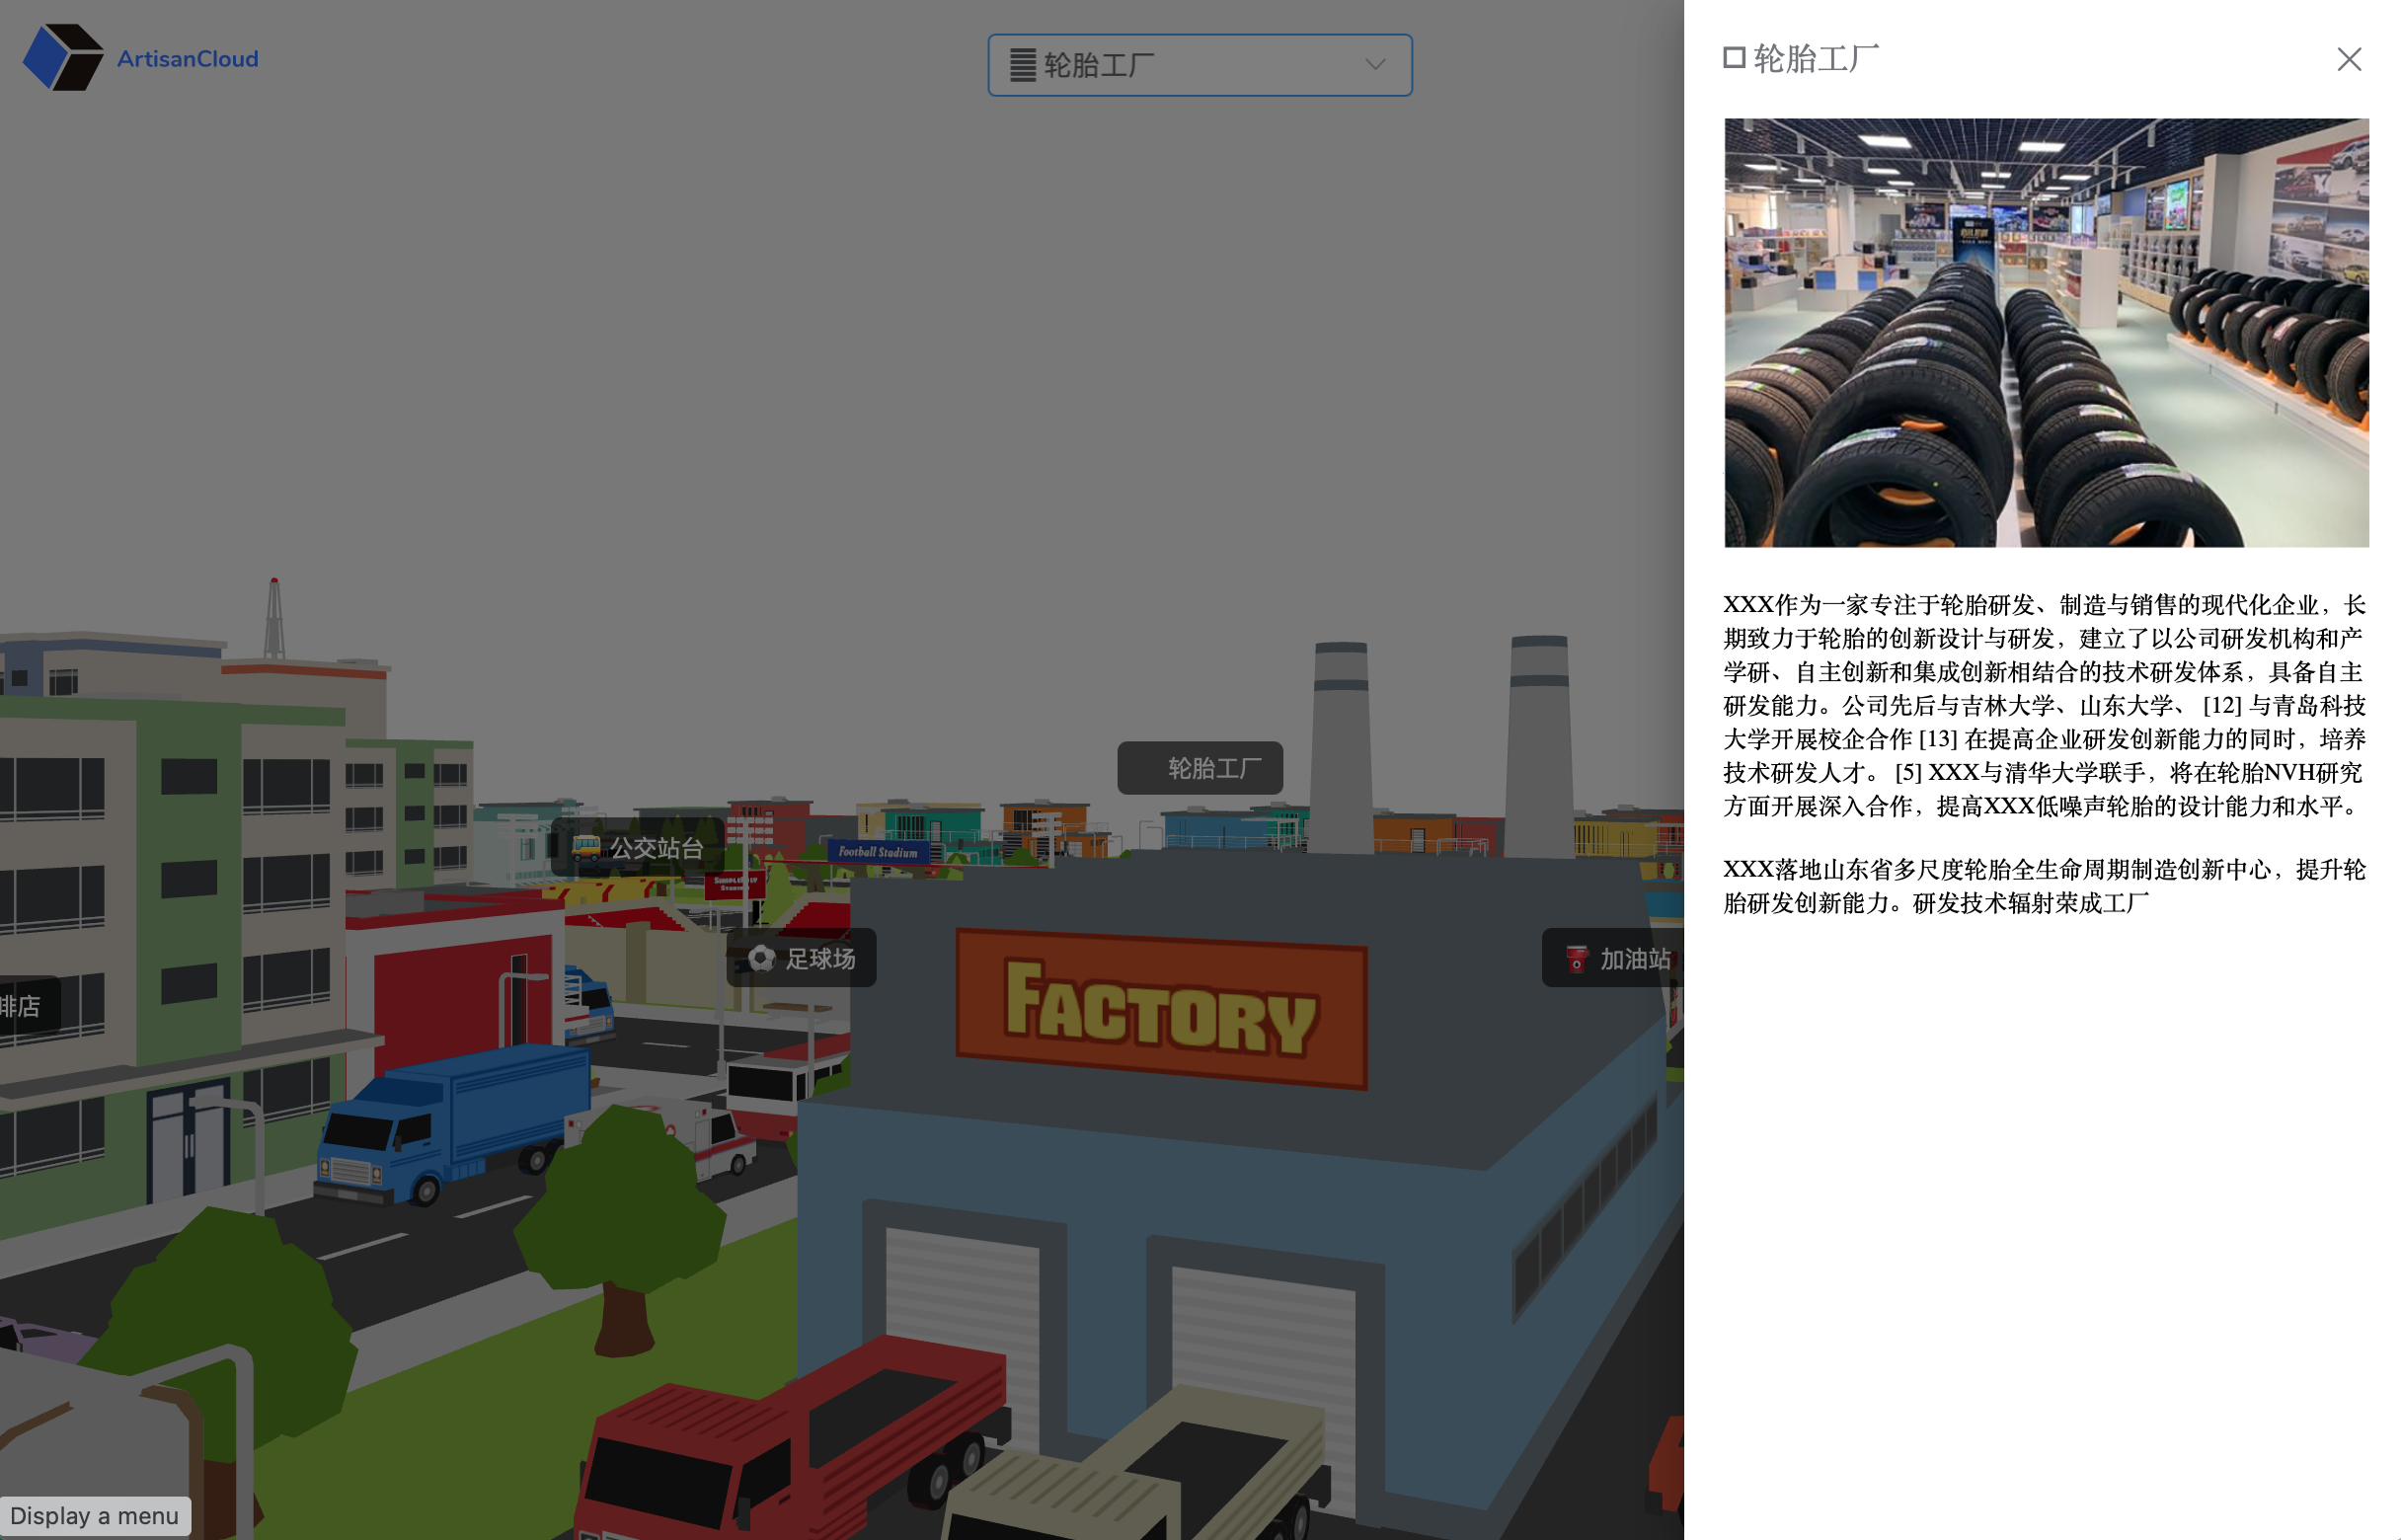 ArtisanCloud
轮胎工厂
轮胎工厂
XXX作为一家专注于轮胎研发、制造与销售的现代化企业，长
期致力于轮胎的创新设计与研发，建立了以公司研发机构和产
学研、自主创新和集成创新相结合的技术研发体系，具备自主
研发能力。公司先后与吉林大学、山东大学、 [12] 与青岛科技
大学开展校企合作 [13] 在提高企业研发创新能力的同时，培养
技术研发人才。 [5] XXX与清华大学联手，将在轮胎NVH研究
方面开展深入合作，提高XXX低噪声轮胎的设计能力和水平。
XXX落地山东省多尺度轮胎全生命周期制造创新中心，提升轮
胎研发创新能力。研发技术辐射荣成工厂
轮胎工厂
公交站台
Football Stadium
足球场
加油站
啡店
FACTORY
Display a menu